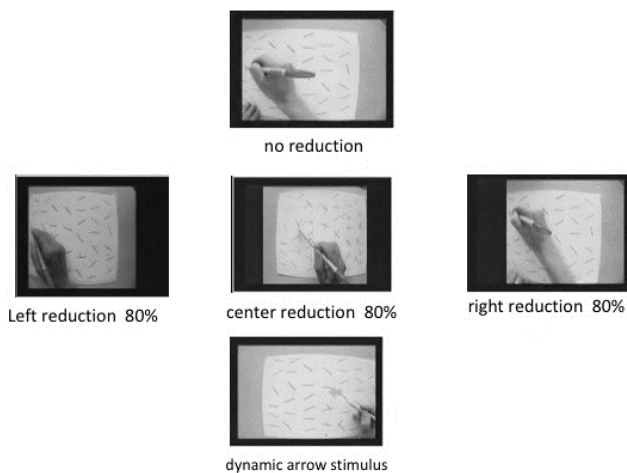 no reduction
Left reduction 80%
center reduction 80%
right reduction 80%
dynamic arrow stimulus